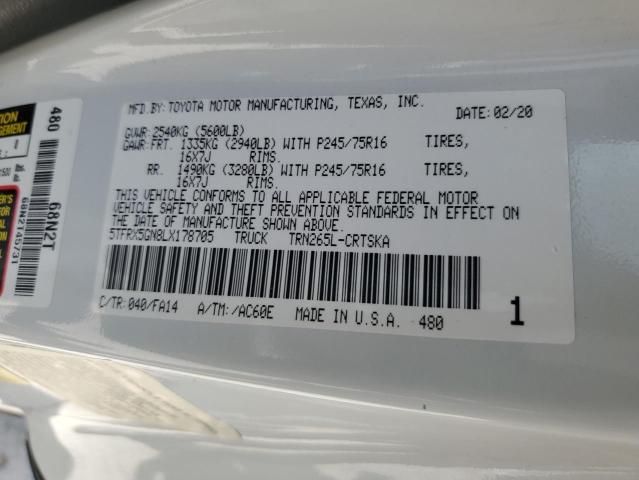 MFD.BY: TOYOTA MOTOR MANUFACTURING, TEXAS, INC.
DATE: 02/20
GVWR: 2540KG (5600LB)
GAWR: FRT. 1335KG (2940LB) WITH P245/75R16 TIRES,
16X7J RIMS.
RR. 1490KG (3280LB) WITH P245/75R16 TIRES,
16X7J RIMS.
THIS VEHICLE CONFORMS TO ALL APPLICABLE FEDERAL MOTOR
VEHICLE SAFETY AND THEFT PREVENTION STANDARDS IN EFFECT ON
THE DATE OF MANUFACTURE SHOWN ABOVE.
5TFRX5GN8LX178705 TRUCK TRN265L-CRTSKA
C/TR: 040/FA14 A/TM: /AC60E MADE IN U.S.A. 480
1
480
68N2T
68N2T45731